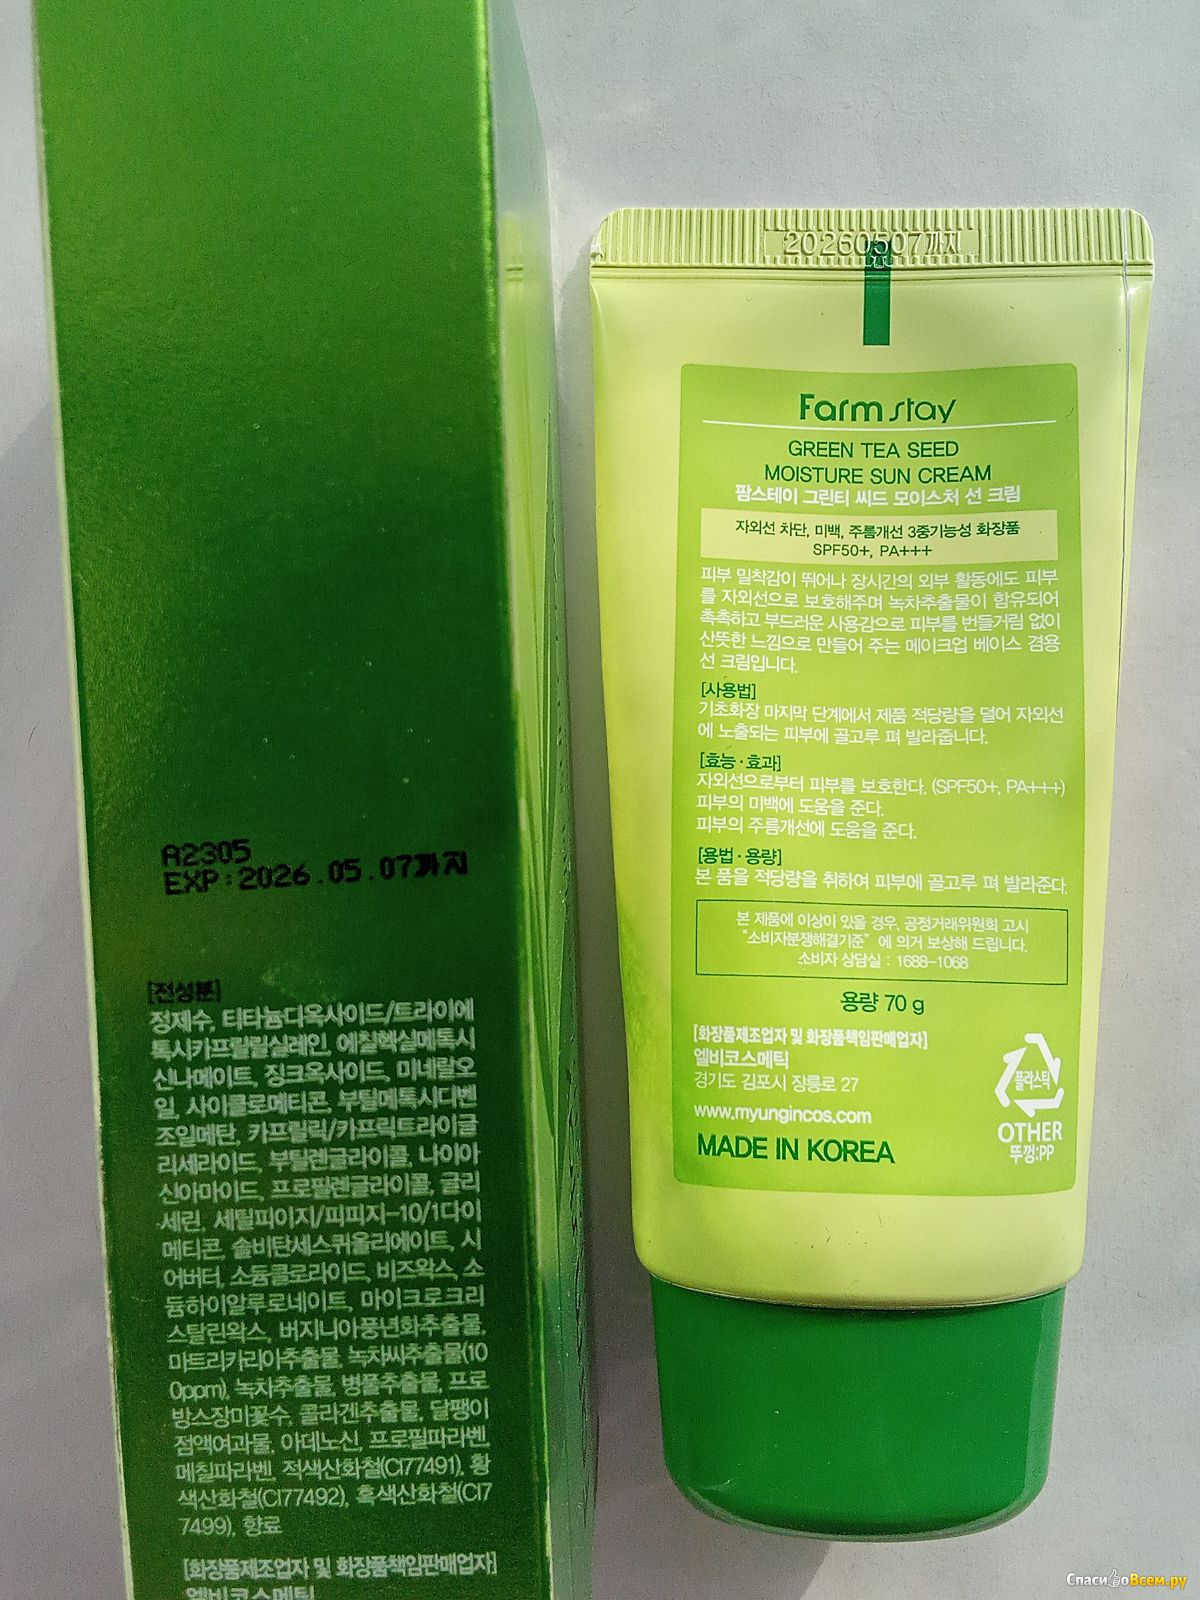 A2305
EXP : 2026 . 05 . 07까지
[전성분]
정제수, 티타늄디옥사이드/트라이에
톡시카프릴릴실레인, 에칠헥실메톡시
신나메이트, 징크옥사이드, 미네랄오
일, 사이클로메티콘, 부틸메톡시디벤
조일메탄, 카프릴릭/카프릭트라이글
리세라이드, 부틸렌글라이콜, 나이아
신아마이드, 프로필렌글라이콜, 글리
세린, 세틸피이지/피피지-10/1다이
메티콘, 솔비탄세스퀴올리에이트, 시
어버터, 소듐클로라이드, 비즈왁스, 소
듐하이알루로네이트, 마이크로크리
스탈린왁스, 버지니아풍년화추출물,
마트리카리아추출물, 녹차씨추출물(10
0ppm), 녹차추출물, 병풀추출물, 프로
방스장미꽃수, 콜라겐추출물, 달팽이
점액여과물, 아데노신, 프로필파라벤
메칠파라벤, 적색산화철(CI77491), 황
색산화철(CI77492), 흑색산화철(CI7
7499), 향료
[화장품제조업자 및 화장품책임판매업자]
엘비코스메틱
20260507까지
Farm stay
GREEN TEA SEED
MOISTURE SUN CREAM
팜스테이 그린티 씨드 모이스처 선 크림
자외선 차단, 미백, 주름개선 3중기능성 화장품
SPF50+, PA+++
피부 밀착감이 뛰어나 장시간의 외부 활동에도 피부
를 자외선으로 보호해주며 녹차추출물이 함유되어
촉촉하고 부드러운 사용감으로 피부를 번들거림 없이
산뜻한 느낌으로 만들어 주는 메이크업 베이스 겸용
선 크림입니다.
[사용법]
기초화장 마지막 단계에서 제품 적당량을 덜어 자외선
에 노출되는 피부에 골고루 펴 발라줍니다.
[효능·효과]
자외선으로부터 피부를 보호한다. (SPF50+, PA+++)
피부의 미백에 도움을 준다.
피부의 주름개선에 도움을 준다.
[용법·용량]
본 품을 적당량을 취하여 피부에 골고루 펴 발라준다.
본 제품에 이상이 있을 경우, 공정거래위원회 고시
"소비자분쟁해결기준" 에 의거 보상해 드립니다.
소비자 상담실 : 1688-1068
용량 70 g
[화장품제조업자 및 화장품책임판매업자]
엘비코스메틱
경기도 김포시 장릉로 27
www.myungincos.com
MADE IN KOREA
플라스틱
OTHER
뚜껑:PP
СпасибоВсем.ру